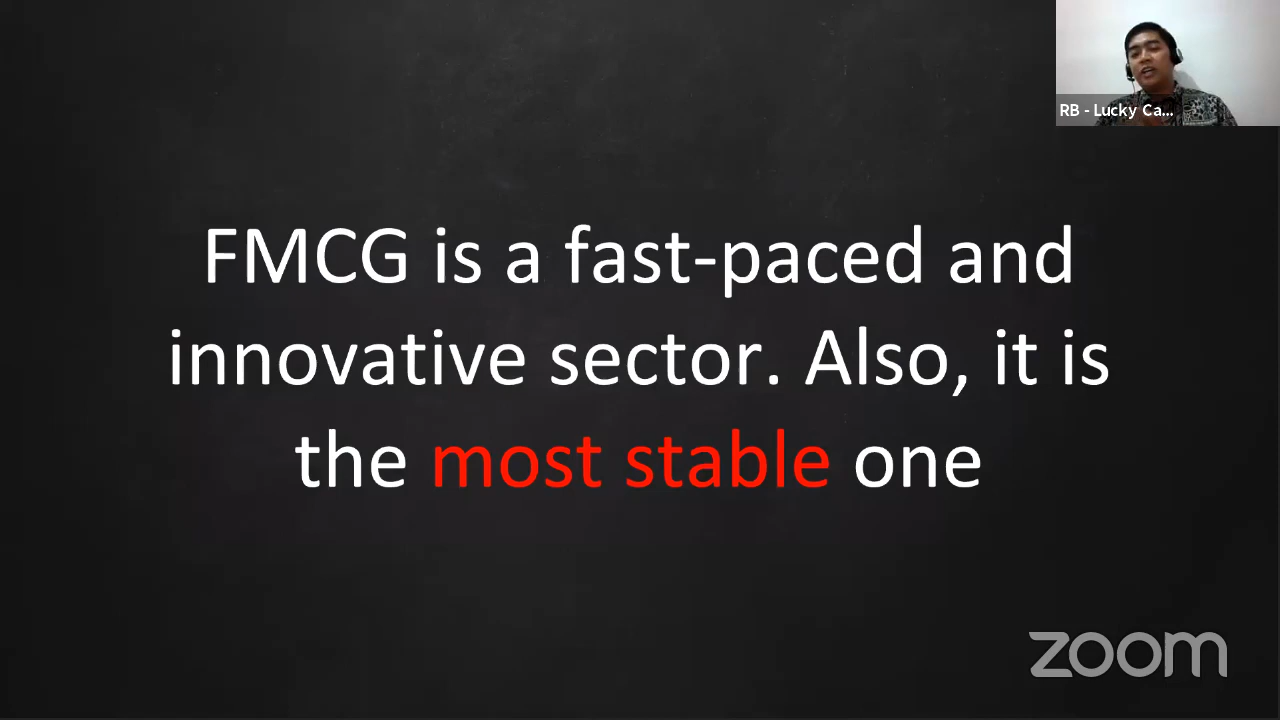 RB - Lucky Ca...
FMCG is a fast-paced and
innovative sector. Also, it is
the most stable one
zoom